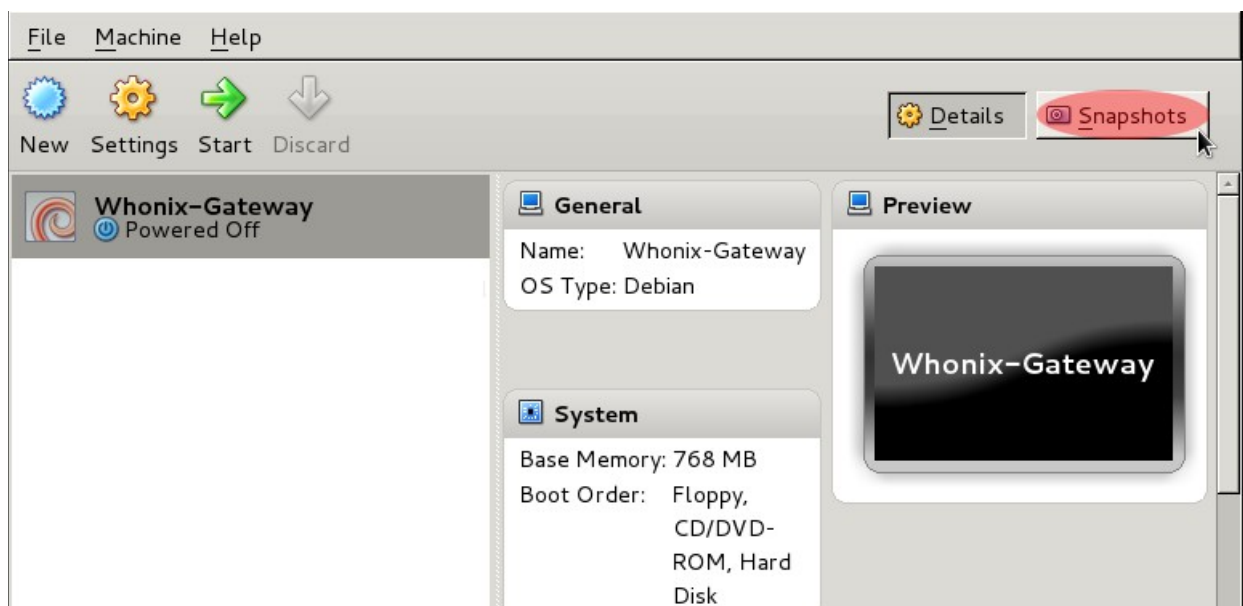 File Machine Help
New Settings Start Discard
Details Snapshots
Whonix-Gateway
Powered Off
General
Name: Whonix-Gateway
OS Type: Debian
System
Base Memory: 768 MB
Boot Order: Floppy,
CD/DVD-
ROM, Hard
Disk
Preview
Whonix-Gateway